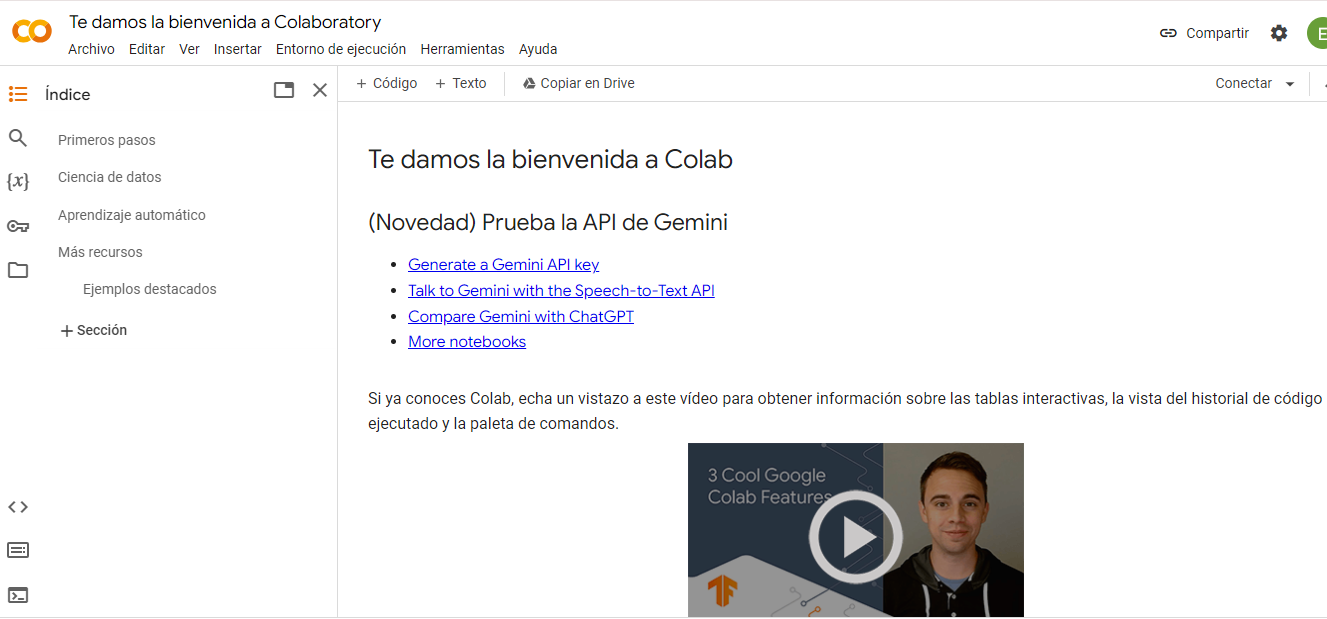 Te damos la bienvenida a Colaboratory
Archivo Editar Ver Insertar Entorno de ejecución Herramientas Ayuda
Compartir
E
Índice
+ Código + Texto Copiar en Drive
Conectar
Primeros pasos
Ciencia de datos
Aprendizaje automático
Más recursos
Ejemplos destacados
+ Sección
{x}
Te damos la bienvenida a Colab
(Novedad) Prueba la API de Gemini
• Generate a Gemini API key
• Talk to Gemini with the Speech-to-Text API
• Compare Gemini with ChatGPT
• More notebooks
Si ya conoces Colab, echa un vistazo a este vídeo para obtener información sobre las tablas interactivas, la vista del historial de código
ejecutado y la paleta de comandos.
3 Cool Google
Colab Features